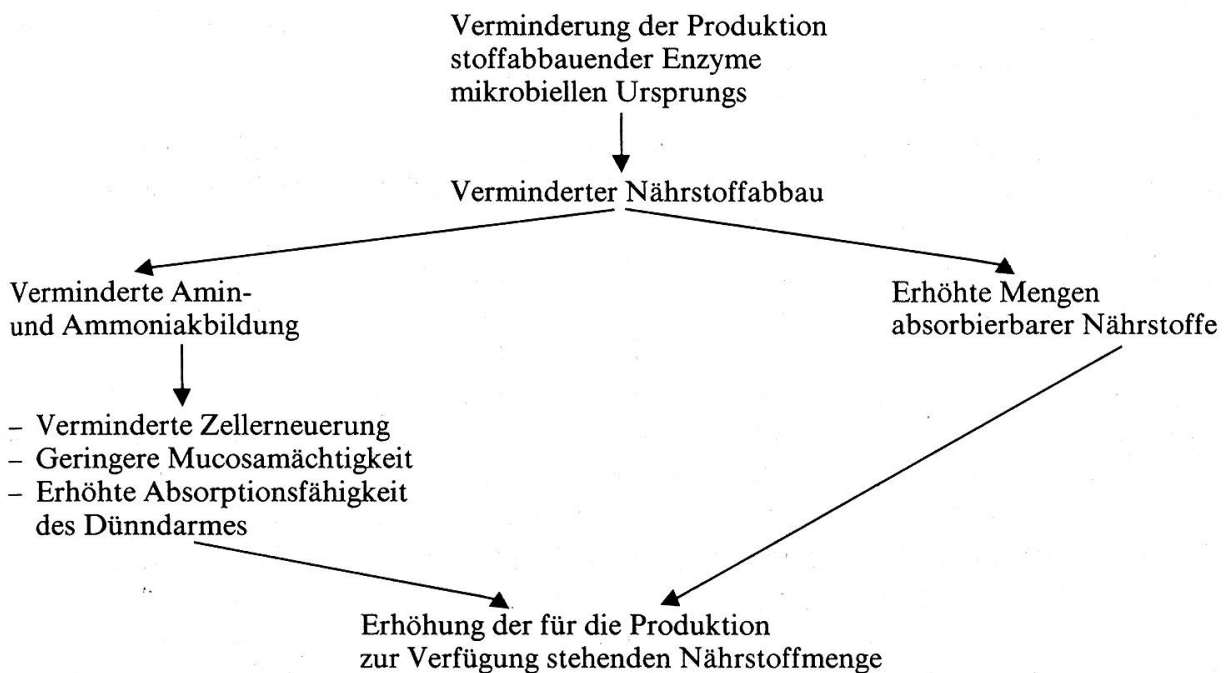 Verminderung der Produktion
stoffabbauender Enzyme
mikrobiellen Ursprungs
Verminderter Nährstoffabbau
Verminderte Amin-
und Ammoniakbildung
Erhöhte Mengen
absorbierbarer Nährstoffe
– Verminderte Zellerneuerung
– Geringere Mucosamächtigkeit
– Erhöhte Absorptionsfähigkeit
des Dünndarmes
Erhöhung der für die Produktion
zur Verfügung stehenden Nährstoffmenge